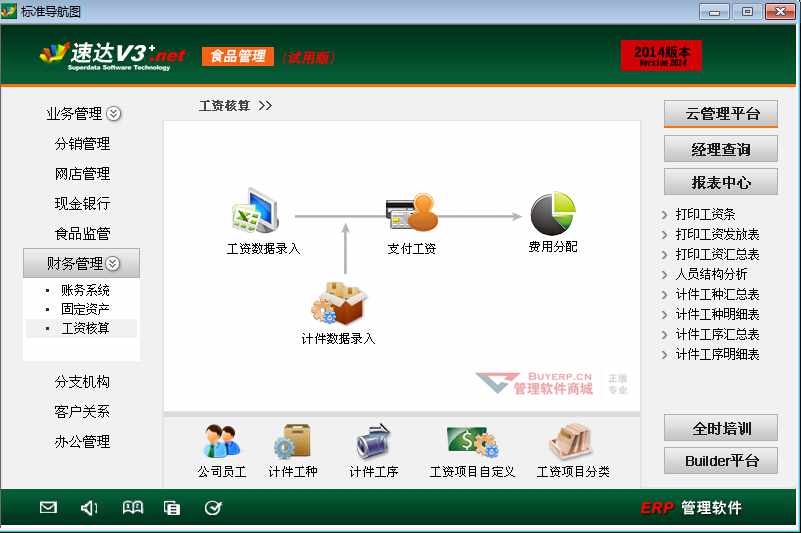 标准导航图
速达V3+.net
Superdata Software Technology
食品管理
(试用版)
2014版本
Version 2014
业务管理
分销管理
网店管理
现金银行
食品监管
财务管理
账务系统
固定资产
工资核算
分支机构
客户关系
办公管理
工资核算 >>
工资数据录入
支付工资
费用分配
计件数据录入
BUYERP.CN
管理软件商城
正版
专业
公司员工
计件工种
计件工序
工资项目自定义
工资项目分类
云管理平台
经理查询
报表中心
打印工资条
打印工资发放表
打印工资汇总表
人员结构分析
计件工种汇总表
计件工种明细表
计件工序汇总表
计件工序明细表
全时培训
Builder平台
ERP 管理软件